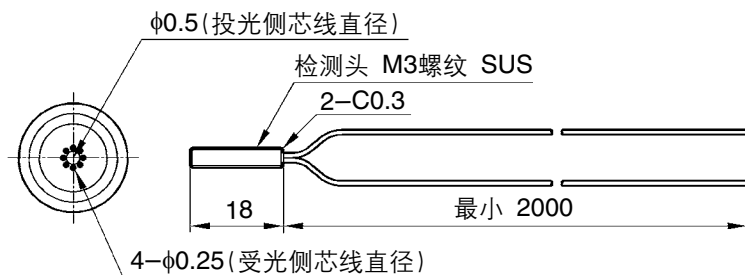 ϕ0.5(投光侧芯线直径)
检测头 M3螺纹 SUS
2−C0.3
18
最小 2000
4−ϕ0.25(受光侧芯线直径)